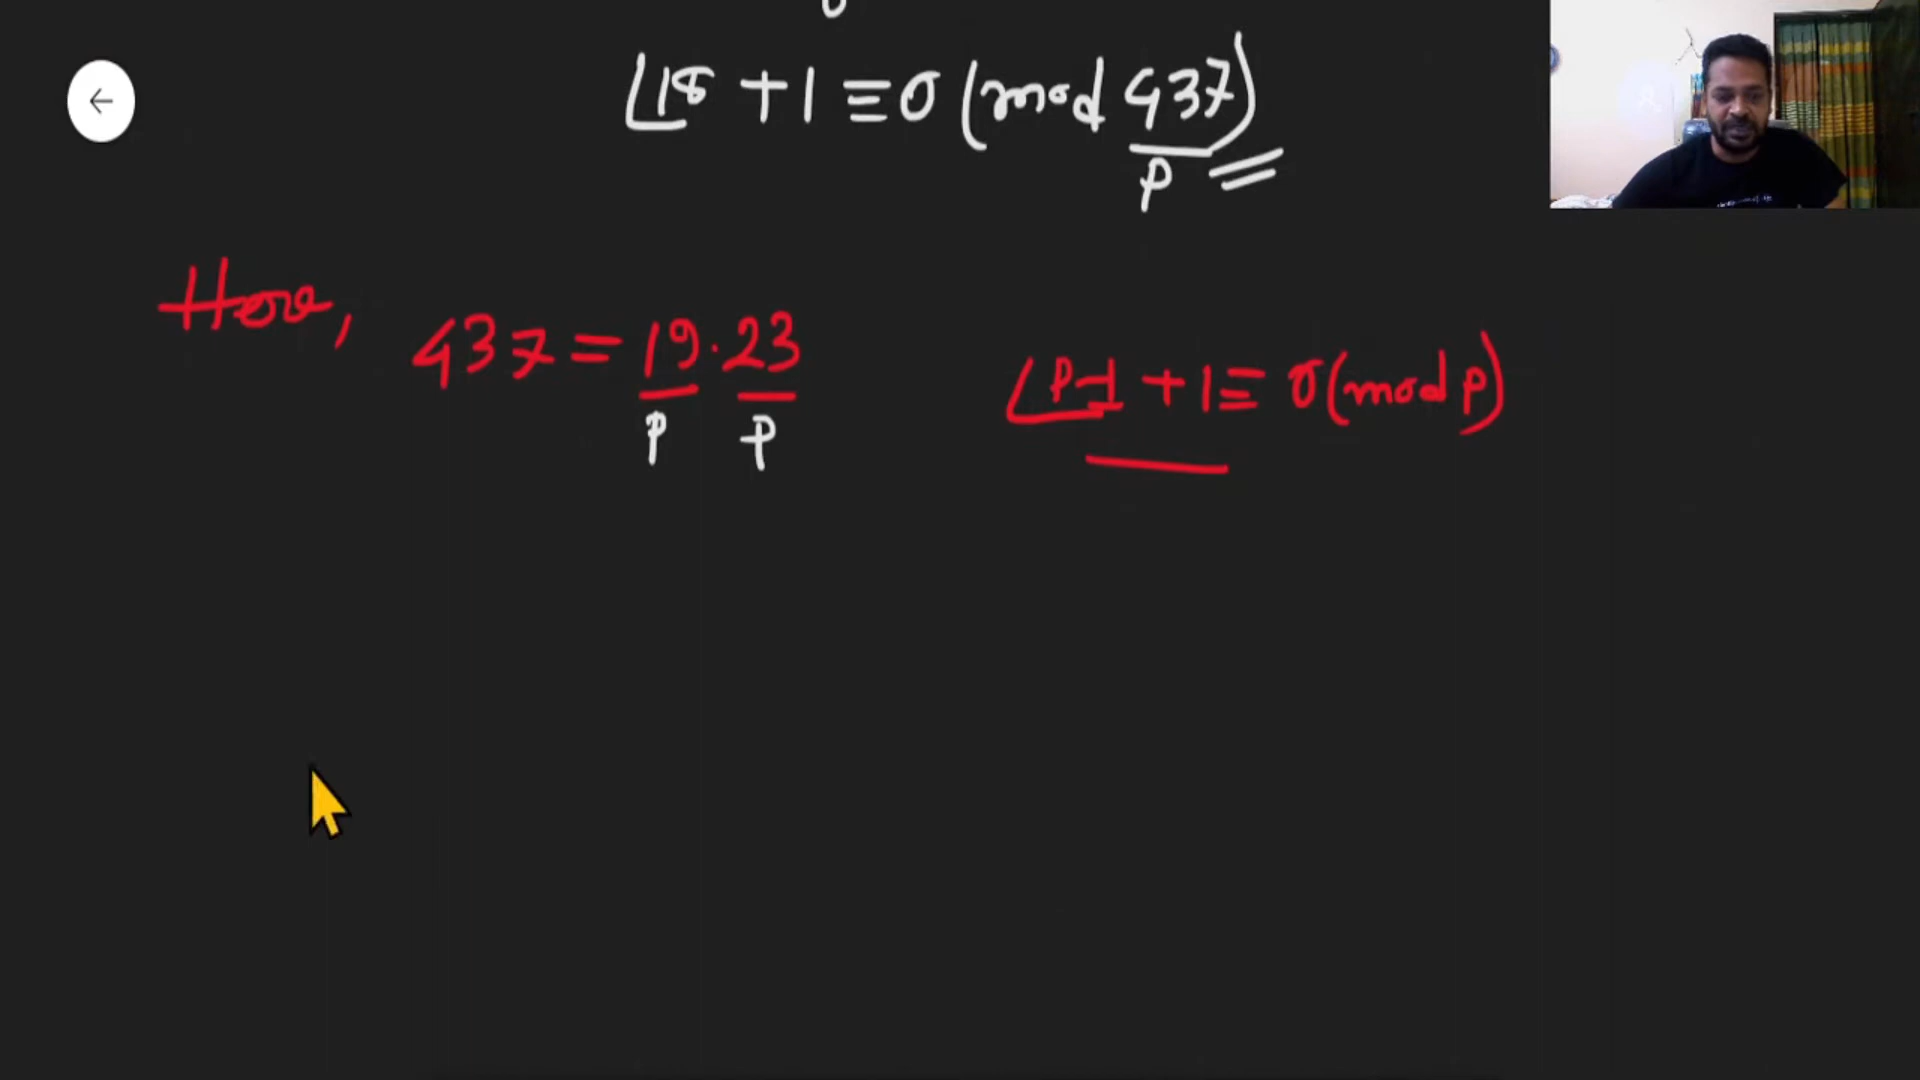 ⌊18 + 1 ≡ 0 (mod 437)
p
Here, 437 = 19·23
p p
⌊p-1 + 1 ≡ 0 (mod p)